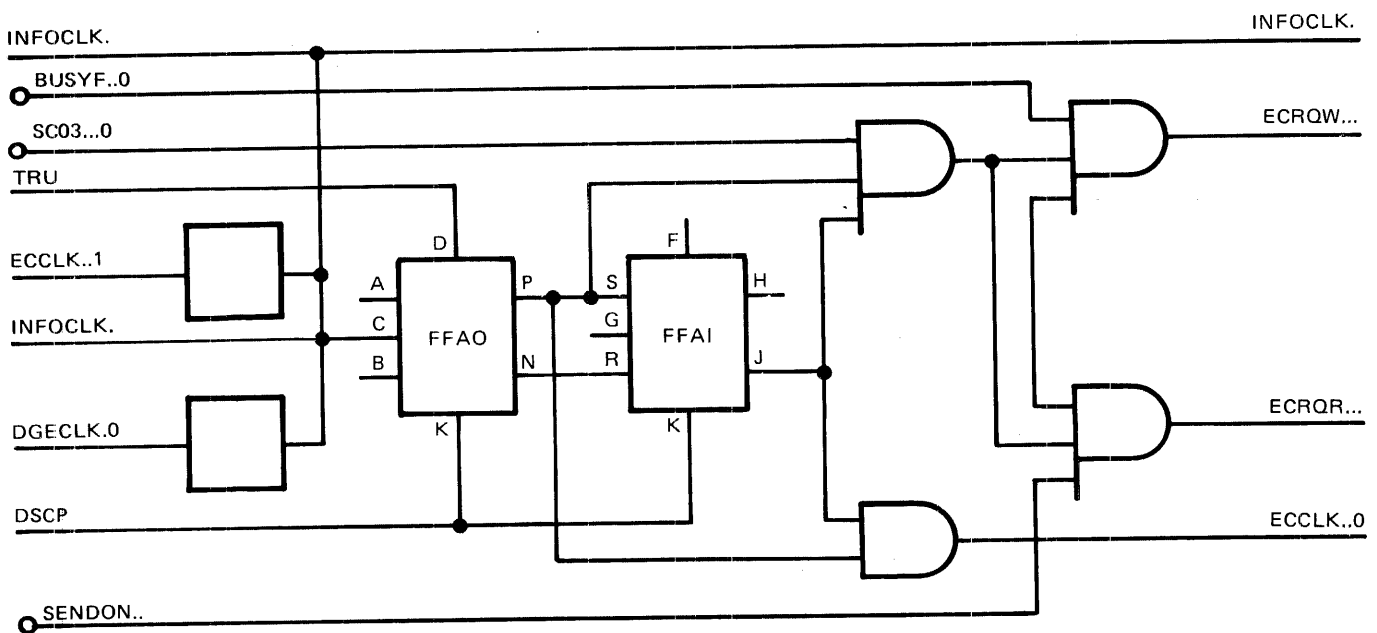 INFOCLK.
INFOCLK.
BUSYF..0
ECRQW...
SC03...0
TRU
D
F
ECCLK..1
A
P
S
H
INFOCLK.
C
FFA0
G
FFAI
B
N
R
J
K
K
DGECLK.0
ECRQR...
DSCP
ECCLK..0
SENDON..